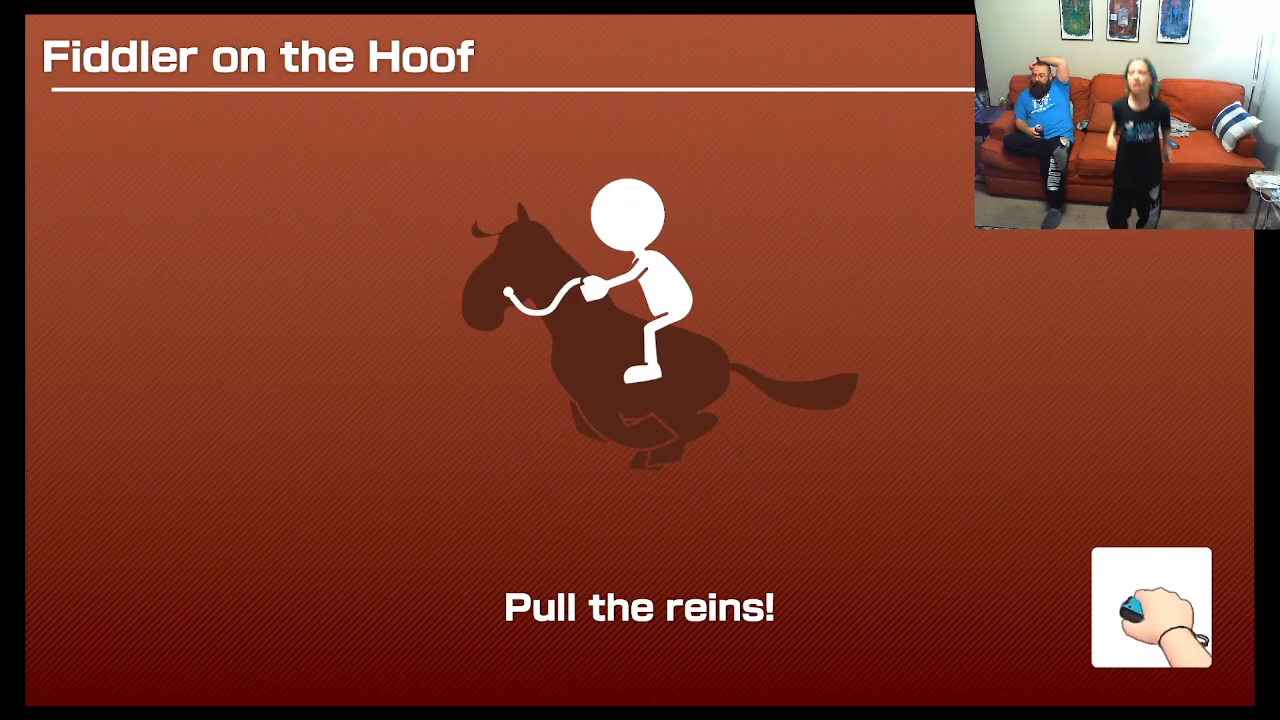 Fiddler on the Hoof
Pull the reins!